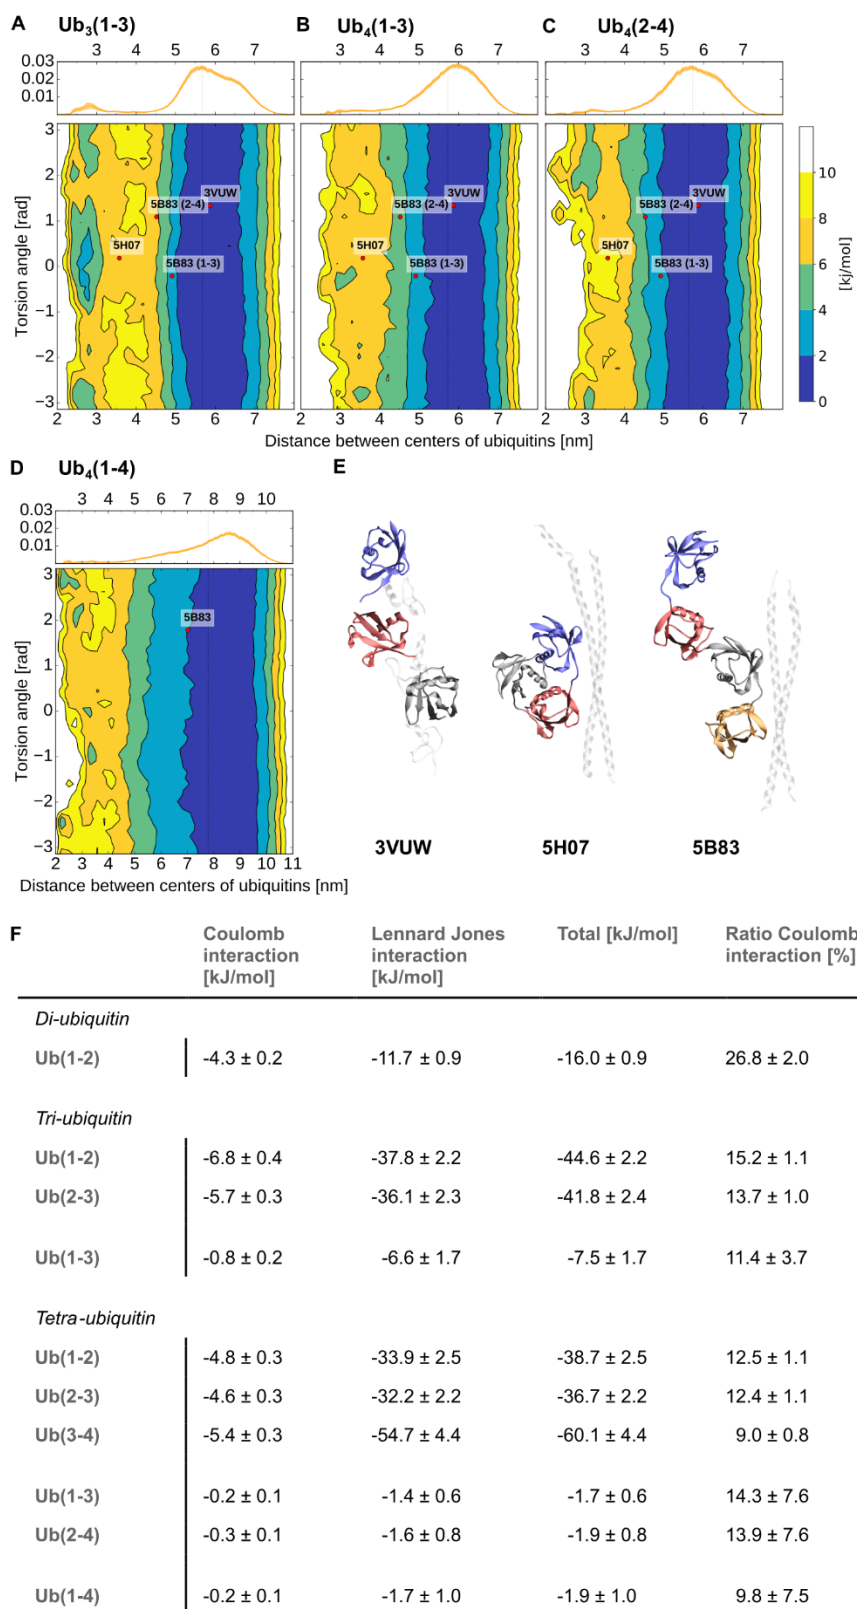 A Ub3(1-3)
B Ub4(1-3)
C Ub4(2-4)
3 4 5 6 7
3 4 5 6 7
3 4 5 6 7
0.03
0.02
0.01
3
2
1
0
−1
−2
−3
Torsion angle [rad]
3VUW
5B83 (2-4)
5H07
5B83 (1-3)
3VUW
5B83 (2-4)
5H07
5B83 (1-3)
3VUW
5B83 (2-4)
5H07
5B83 (1-3)
10
8
6
4
2
0
[kj/mol]
2 3 4 5 6 7
2 3 4 5 6 7
2 3 4 5 6 7
Distance between centers of ubiquitins [nm]
D Ub4(1-4)
3 4 5 6 7 8 9 10
0.03
0.02
0.01
3
2
1
0
−1
−2
−3
Torsion angle [rad]
5B83
2 3 4 5 6 7 8 9 10 11
Distance between centers of ubiquitins [nm]
E
3VUW 5H07 5B83
F
Coulomb interaction [kJ/mol] Lennard Jones interaction [kJ/mol] Total [kJ/mol] Ratio Coulomb interaction [%]
Di-ubiquitin
Ub(1-2) -4.3 ± 0.2 -11.7 ± 0.9 -16.0 ± 0.9 26.8 ± 2.0
Tri-ubiquitin
Ub(1-2) -6.8 ± 0.4 -37.8 ± 2.2 -44.6 ± 2.2 15.2 ± 1.1
Ub(2-3) -5.7 ± 0.3 -36.1 ± 2.3 -41.8 ± 2.4 13.7 ± 1.0
Ub(1-3) -0.8 ± 0.2 -6.6 ± 1.7 -7.5 ± 1.7 11.4 ± 3.7
Tetra-ubiquitin
Ub(1-2) -4.8 ± 0.3 -33.9 ± 2.5 -38.7 ± 2.5 12.5 ± 1.1
Ub(2-3) -4.6 ± 0.3 -32.2 ± 2.2 -36.7 ± 2.2 12.4 ± 1.1
Ub(3-4) -5.4 ± 0.3 -54.7 ± 4.4 -60.1 ± 4.4 9.0 ± 0.8
Ub(1-3) -0.2 ± 0.1 -1.4 ± 0.6 -1.7 ± 0.6 14.3 ± 7.6
Ub(2-4) -0.3 ± 0.1 -1.6 ± 0.8 -1.9 ± 0.8 13.9 ± 7.6
Ub(1-4) -0.2 ± 0.1 -1.7 ± 1.0 -1.9 ± 1.0 9.8 ± 7.5